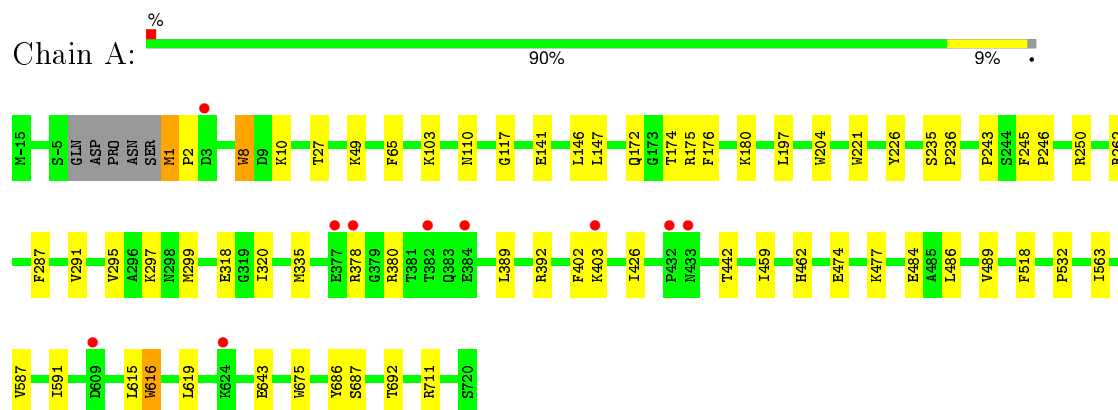 %
Chain A:
90% 9% •
M-15 S-5 GLN ASP PRO ASN SER M1 P2 D3 W8 D9 K10 T27 K49 F65 K103 N110 G117 E141 L146 L147 Q172 G173 T174 R175 F176 K180 L197 W204 W221 Y226 S235 P236 P243 S244 F245 P246 R250
F287 V291 V295 A296 K297 N298 M299 E318 G319 I320 M335 E377 R378 G379 R380 T381 T382 Q383 E384 L389 R392 F402 K403 I426 P432 N433 T442 I459 H462 E474 K477 E484 A485 L486 V489 F518 P532 I563
V587 I591 D609 L615 W616 L619 K624 E643 W675 Y686 S687 T692 R711 S720